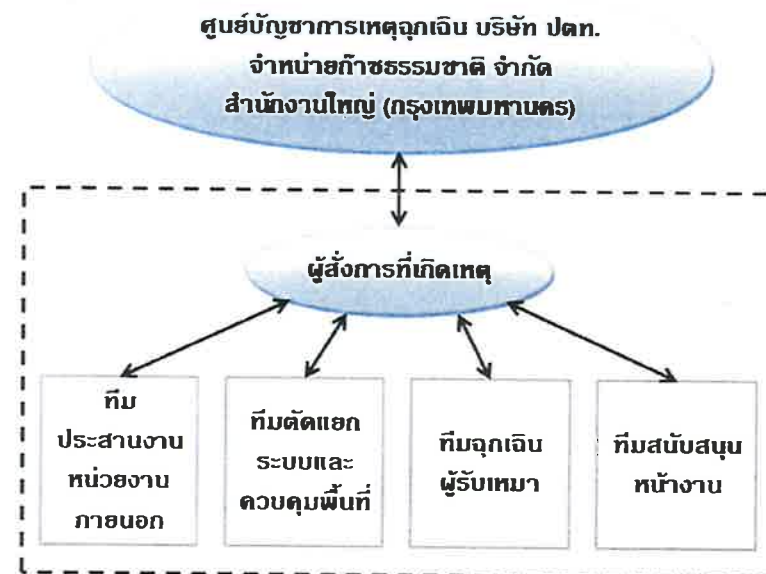 ศูนย์บัญชาการเหตุฉุกเฉิน บริษัท ปตท.
จำหน่ายก๊าซธรรมชาติ จำกัด
สำนักงานใหญ่ (กรุงเทพมหานคร)
ผู้สั่งการที่เกิดเหตุ
ทีม
ประสานงาน
หน่วยงาน
ภายนอก
ทีมตัดแยก
ระบบและ
ควบคุมพื้นที่
ทีมฉุกเฉิน
ผู้รับเหมา
ทีมสนับสนุน
หน้างาน